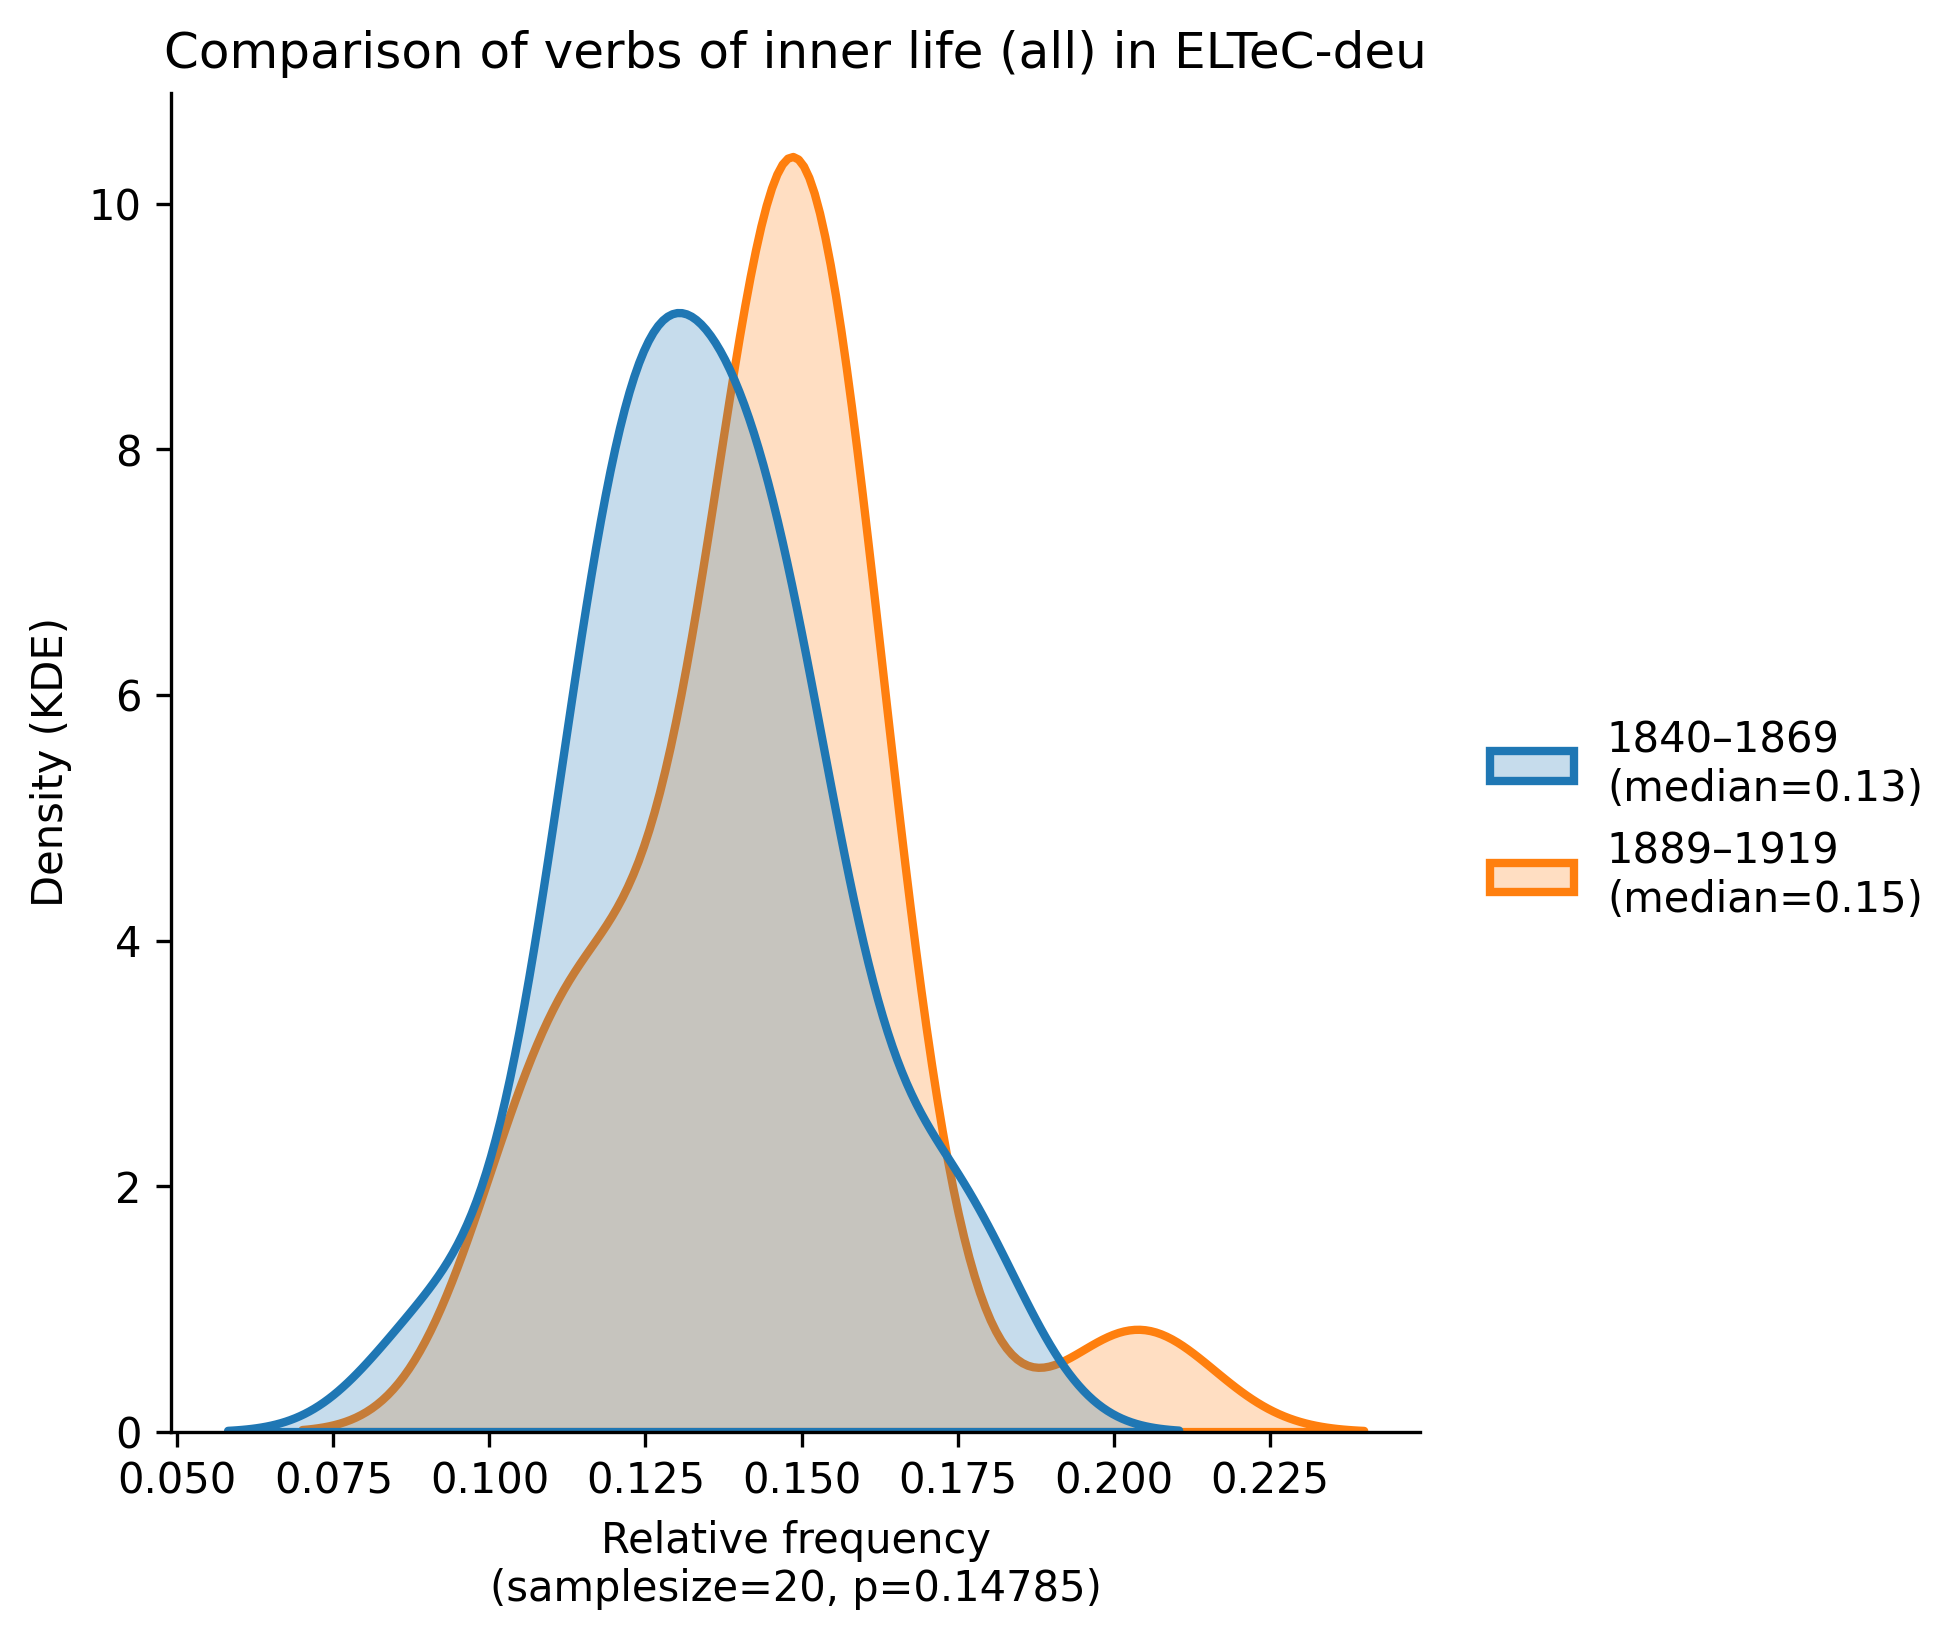 Comparison of verbs of inner life (all) in ELTeC-deu
Density (KDE)
10
8
6
4
2
0
0.050 0.075 0.100 0.125 0.150 0.175 0.200 0.225
Relative frequency
(samplesize=20, p=0.14785)
1840–1869
(median=0.13)
1889–1919
(median=0.15)